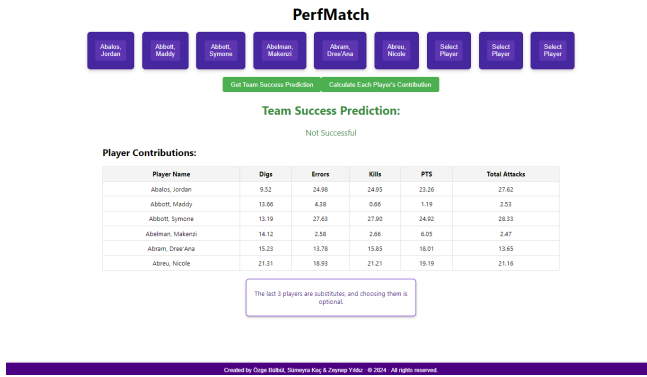 PerfMatch
Abalos, Jordan
Abbott, Maddy
Abbott, Symone
Abelman, Makenzi
Abram, Dree'Ana
Abreu, Nicole
Select Player
Select Player
Select Player
Get Team Success Prediction Calculate Each Player's Contribution
Team Success Prediction:
Not Successful
Player Contributions:
Player Name Digs Errors Kills PTS Total Attacks
Abalos, Jordan 9.52 24.98 24.95 23.26 27.62
Abbott, Maddy 13.66 4.38 0.66 1.19 2.53
Abbott, Symone 13.19 27.63 27.90 24.92 28.33
Abelman, Makenzi 14.12 2.58 2.66 6.05 2.47
Abram, Dree'Ana 15.23 13.78 15.85 18.01 13.65
Abreu, Nicole 21.31 18.93 21.21 19.19 21.16
The last 3 players are substitutes, and choosing them is
optional.
Created by Özge Bülbül, Sümeyra Koç & Zeynep Yıldız · © 2024 · All rights reserved.